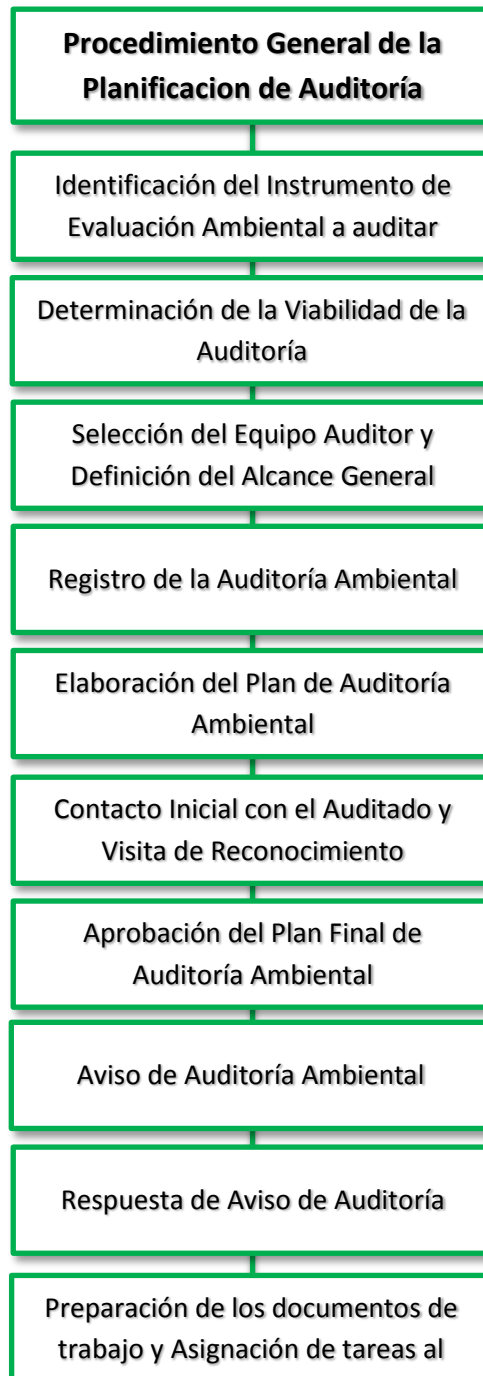 Procedimiento General de la
Planificacion de Auditoría
Identificación del Instrumento de
Evaluación Ambiental a auditar
Determinación de la Viabilidad de la
Auditoría
Selección del Equipo Auditor y
Definición del Alcance General
Registro de la Auditoría Ambiental
Elaboración del Plan de Auditoría
Ambiental
Contacto Inicial con el Auditado y
Visita de Reconocimiento
Aprobación del Plan Final de
Auditoría Ambiental
Aviso de Auditoría Ambiental
Respuesta de Aviso de Auditoría
Preparación de los documentos de
trabajo y Asignación de tareas al